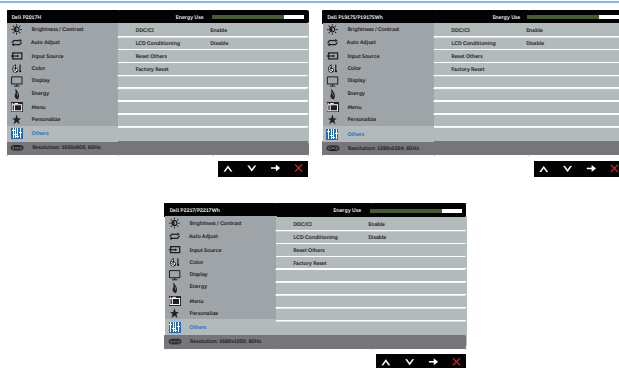 Dell P2017H Energy Use
Brightness / Contrast DDC/CI Enable
Auto Adjust LCD Conditioning Disable
Input Source Reset Others
Color Factory Reset
Display
Energy
Menu
Personalize
Others
Resolution: 1600x900, 60Hz
Dell P1917S/P1917SWh Energy Use
Brightness / Contrast DDC/CI Enable
Auto Adjust LCD Conditioning Disable
Input Source Reset Others
Color Factory Reset
Display
Energy
Menu
Personalize
Others
Resolution: 1280x1024, 60Hz
Dell P2217/P2217Wh Energy Use
Brightness / Contrast DDC/CI Enable
Auto Adjust LCD Conditioning Disable
Input Source Reset Others
Color Factory Reset
Display
Energy
Menu
Personalize
Others
Resolution: 1680x1050, 60Hz